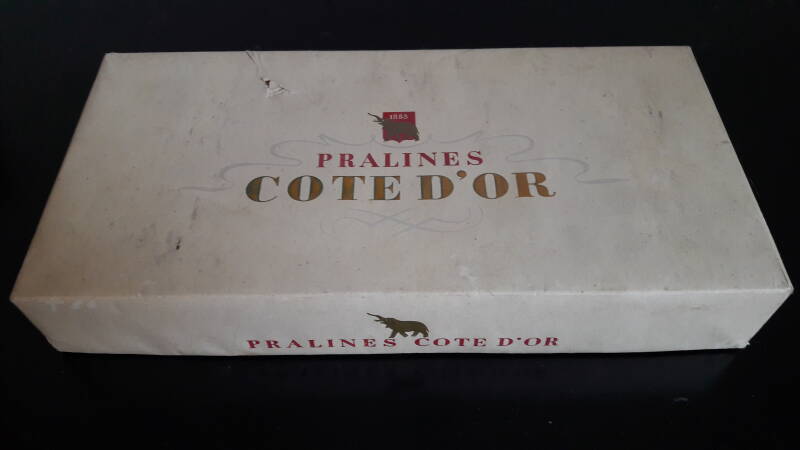 1883
PRALINES
COTE D'OR
PRALINES COTE D'OR